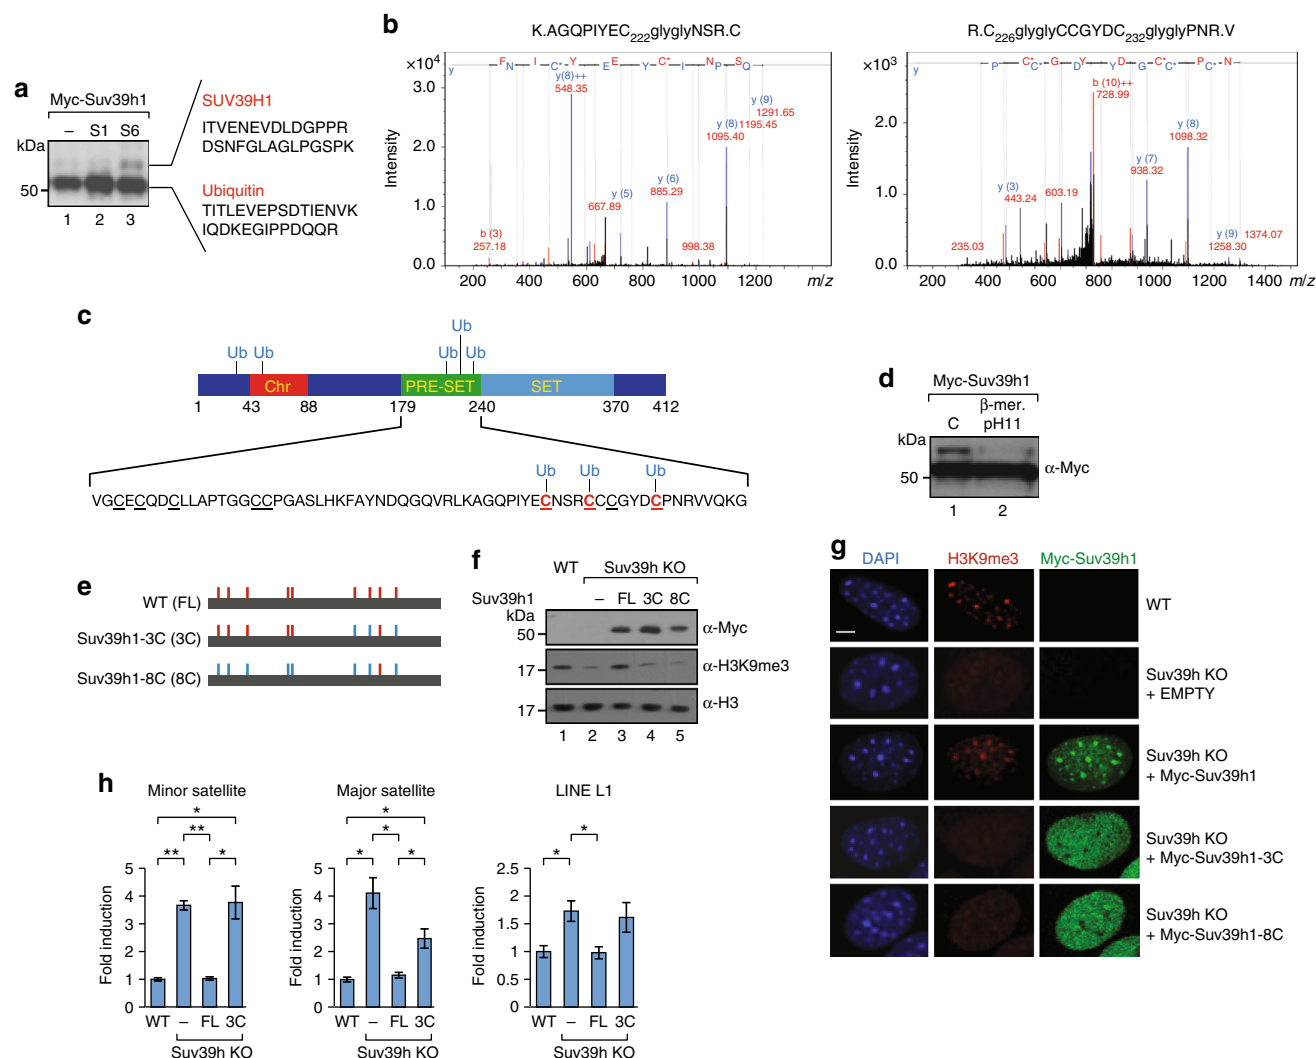 a
Myc-Suv39h1
– S1 S6
kDa
50
1 2 3
SUV39H1
ITVENEVDLDGPPR
DSNFGLAGLPGSPK
Ubiquitin
TITLEVEPSDTIENVK
IQDKEGIPPDQQR
b
K.AGQPIYEC222glyglyNSR.C
×10⁴
3.0
2.0
1.0
0.0
Intensity
y
F I Y E C* N S
N C* E Y I P Q
y(8)++
548.35
y (9)
1291.65
1195.45
y (8)
1095.40
y (6)
885.29
y (5)
667.89
b (3)
257.18
998.38
200 400 600 800 1000 1200 m/z
R.C226glyglyCCGYDC232glyglyPNR.V
×10³
2.0
1.0
0.0
Intensity
y
C* G Y D C* P N
P C* C* D Y G C* C*
b (10)++
728.99
y (8)
1098.32
y (7)
938.32
y (3)
443.24
603.19
235.03
y (9)
1258.30
1374.07
200 400 600 800 1000 1200 1400 m/z
c
Ub Ub Ub Ub Ub
Chr PRE-SET SET
1 43 88 179 240 370 412
Ub Ub Ub
VGCECQDCLLAPTGGCCPGASLHKFAYNDQGQVRLKAGQPIYECNSRCCCGYDCPNRVVQKG
d
Myc-Suv39h1
C β-mer. pH11
kDa
50
α-Myc
1 2
e
WT (FL)
Suv39h1-3C (3C)
Suv39h1-8C (8C)
f
WT Suv39h KO
Suv39h1 – FL 3C 8C
kDa
50 α-Myc
17 α-H3K9me3
17 α-H3
1 2 3 4 5
g
DAPI H3K9me3 Myc-Suv39h1
WT
Suv39h KO
+ EMPTY
Suv39h KO
+ Myc-Suv39h1
Suv39h KO
+ Myc-Suv39h1-3C
Suv39h KO
+ Myc-Suv39h1-8C
h
Minor satellite
*
**
** *
Fold induction
5
4
3
2
1
0
WT – FL 3C
Suv39h KO
Major satellite
*
*
* *
Fold induction
5
4
3
2
1
0
WT – FL 3C
Suv39h KO
LINE L1
*
*
Fold induction
2.5
2
1.5
1
0.5
0
WT – FL 3C
Suv39h KO